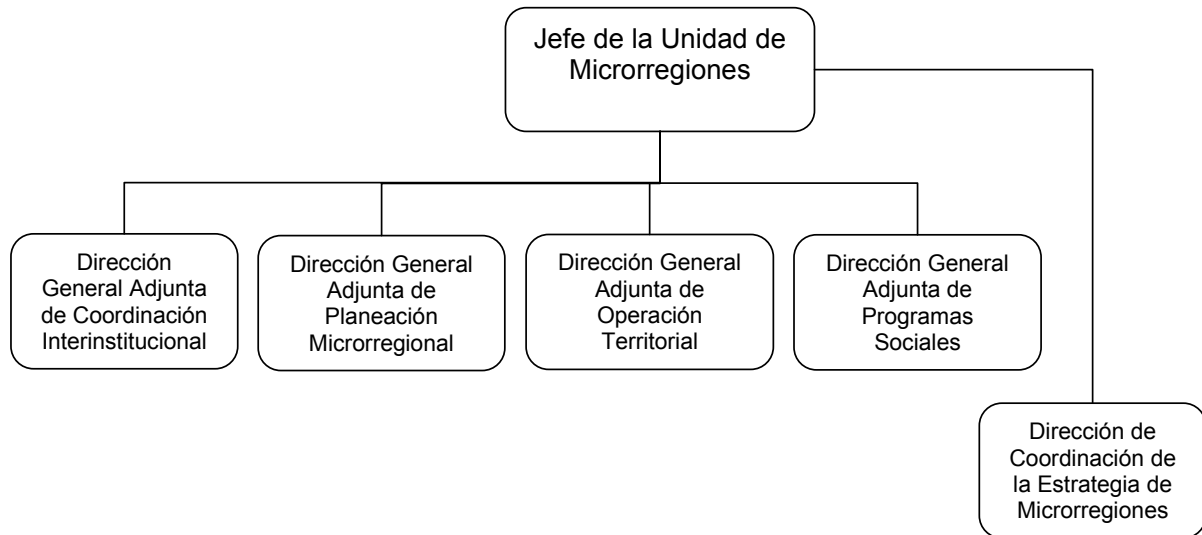 Jefe de la Unidad de
Microrregiones
Dirección
General Adjunta
de Coordinación
Interinstitucional
Dirección General
Adjunta de
Planeación
Microrregional
Dirección General
Adjunta de
Operación
Territorial
Dirección General
Adjunta de
Programas
Sociales
Dirección de
Coordinación de
la Estrategia de
Microrregiones